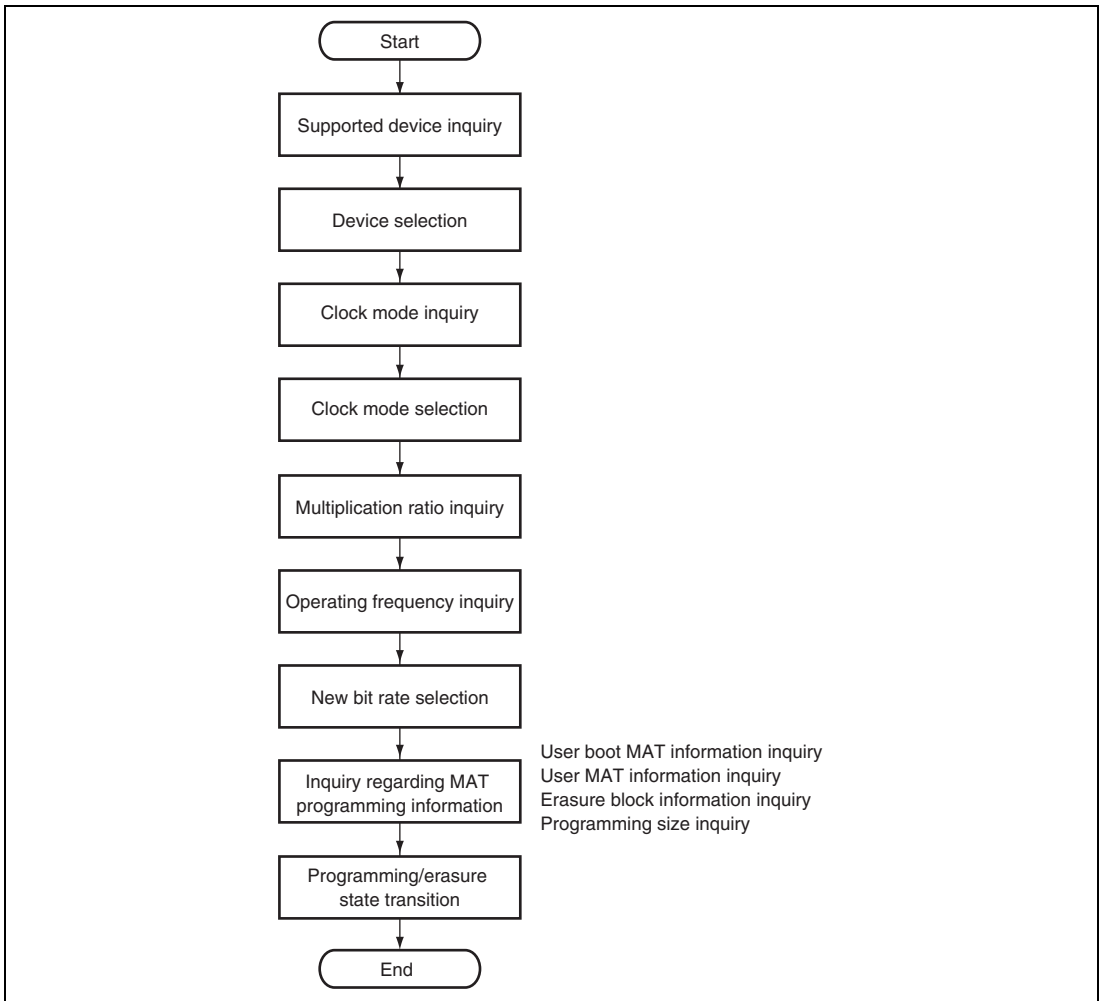 Start
Supported device inquiry
Device selection
Clock mode inquiry
Clock mode selection
Multiplication ratio inquiry
Operating frequency inquiry
New bit rate selection
Inquiry regarding MAT
programming information
User boot MAT information inquiry
User MAT information inquiry
Erasure block information inquiry
Programming size inquiry
Programming/erasure
state transition
End